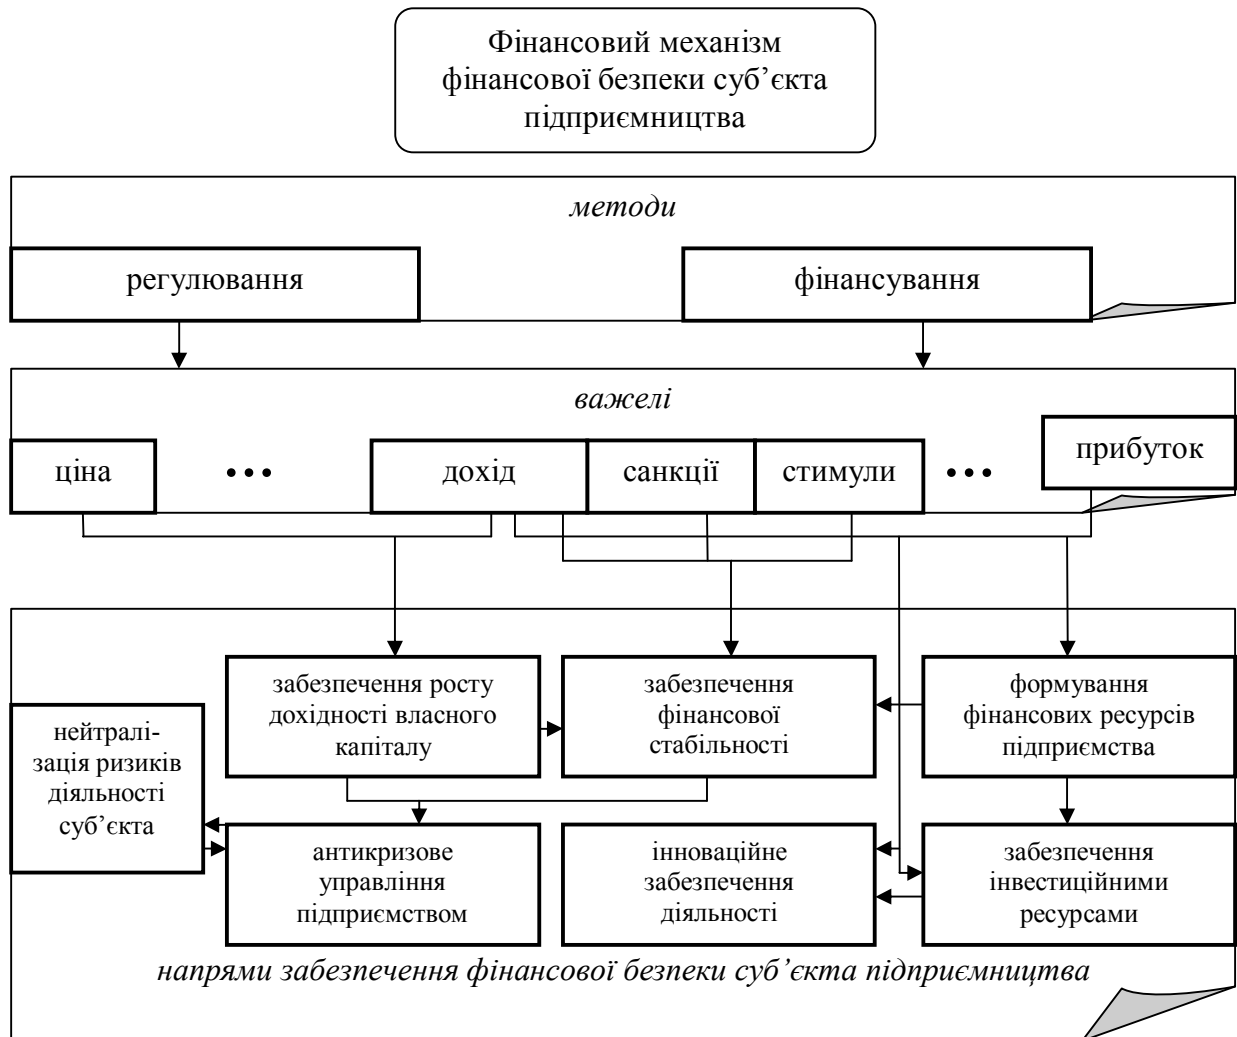 Фінансовий механізм
фінансової безпеки суб’єкта
підприємництва
методи
регулювання
фінансування
важелі
ціна
...
дохід
санкції
стимули
...
прибуток
забезпечення росту
дохідності власного
капіталу
забезпечення
фінансової
стабільності
формування
фінансових ресурсів
підприємства
нейтралі-
зація ризиків
діяльності
суб’єкта
антикризове
управління
підприємством
інноваційне
забезпечення
діяльності
забезпечення
інвестиційними
ресурсами
напрями забезпечення фінансової безпеки суб’єкта підприємництва